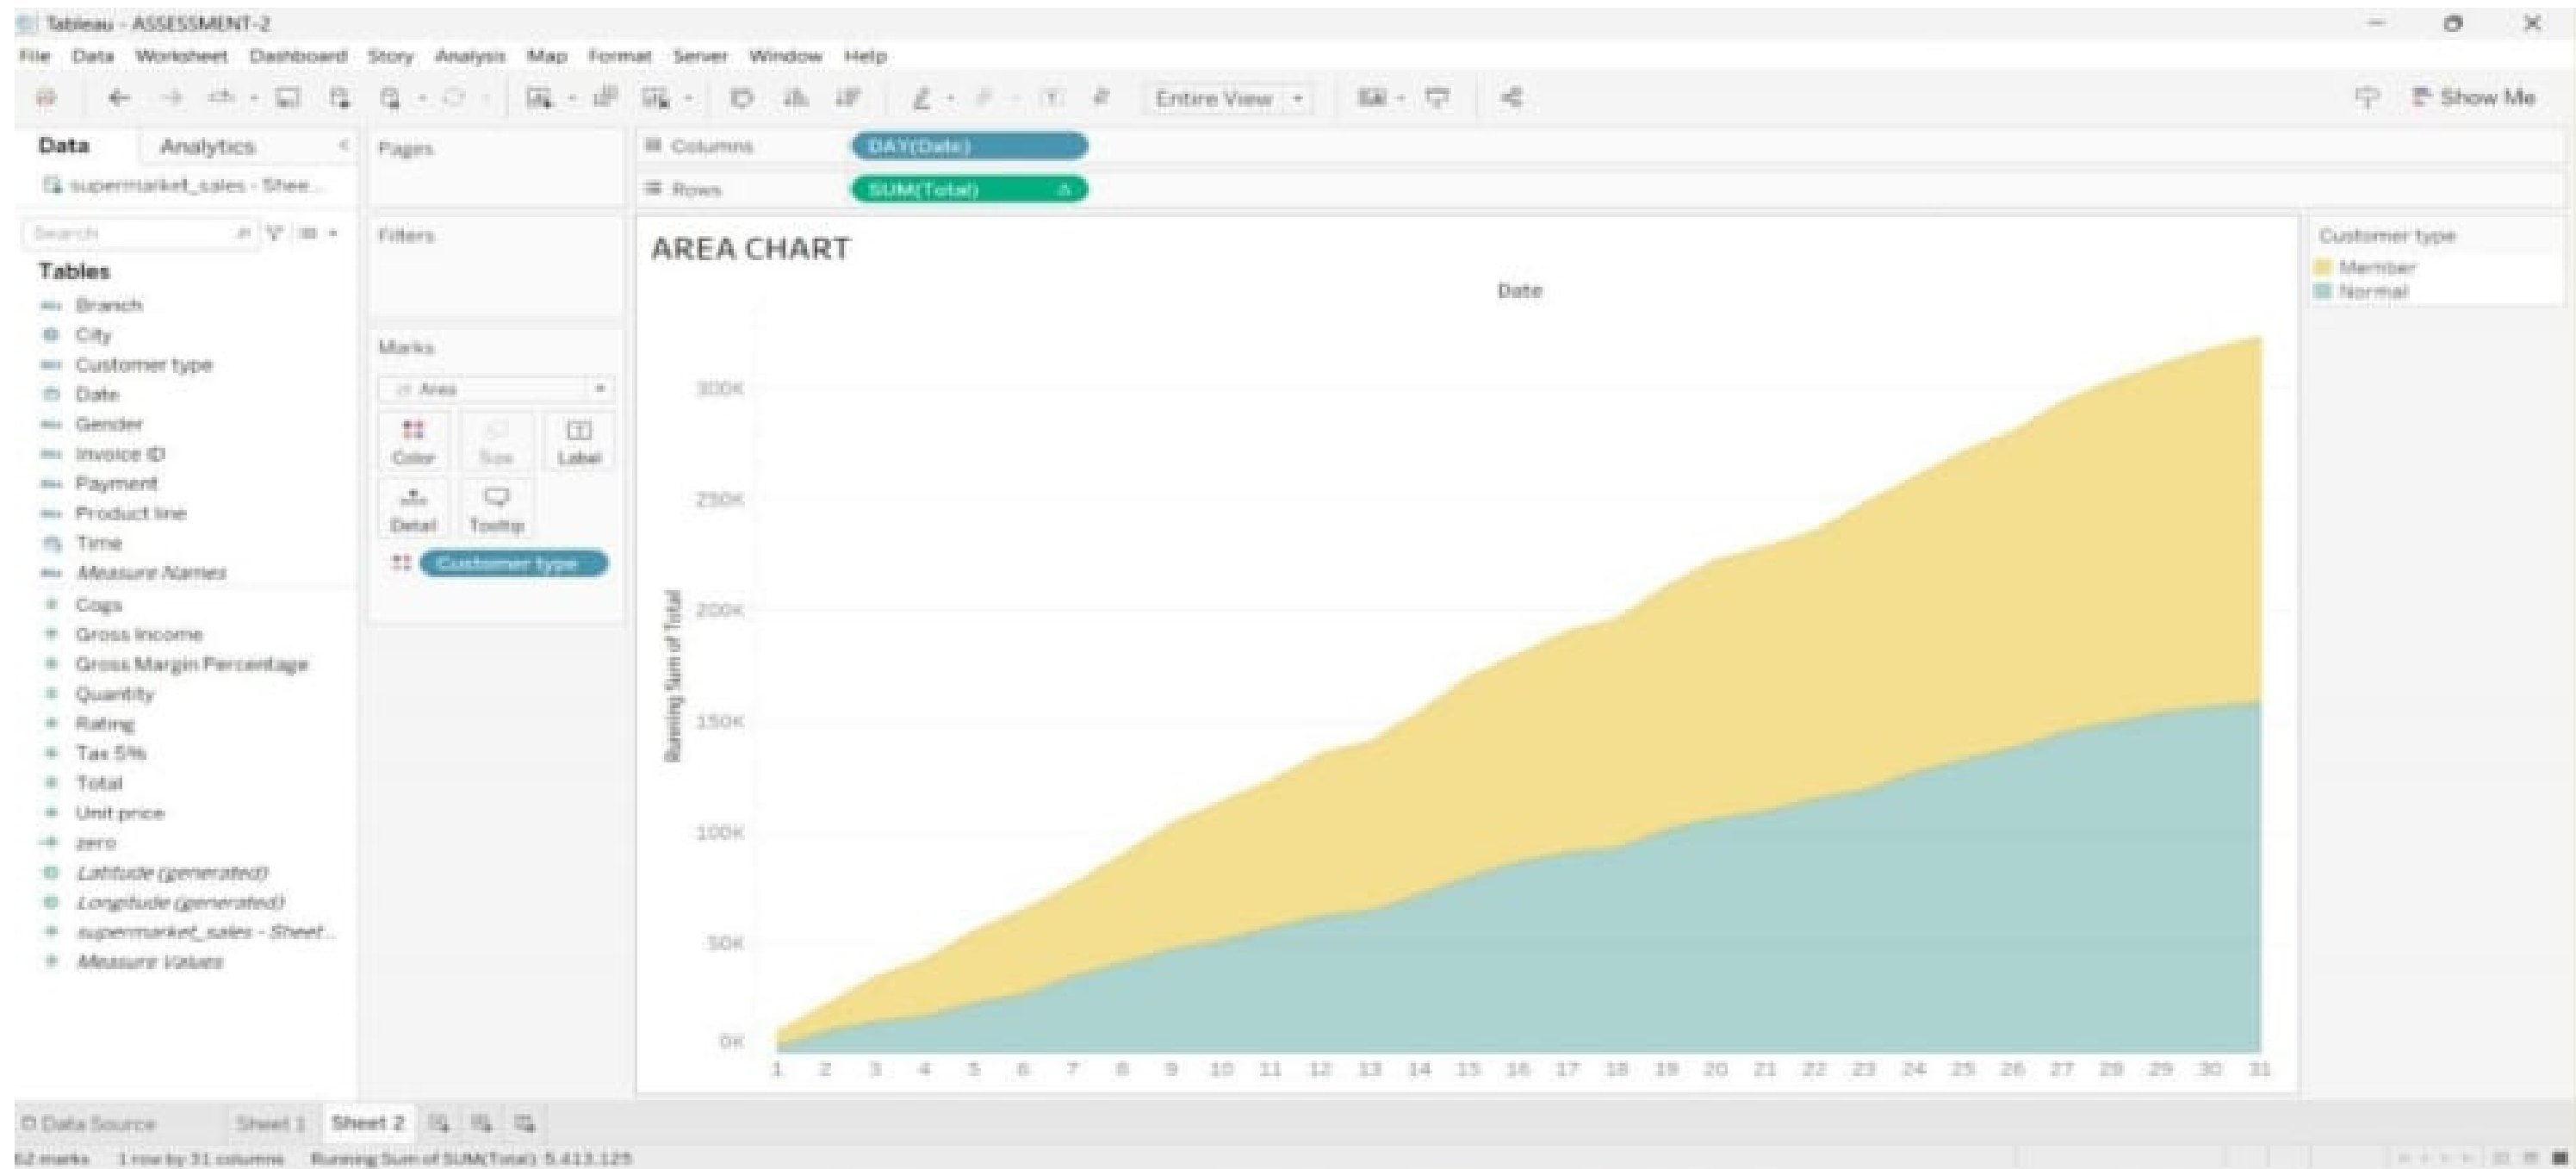 Tableau - ASSESSMENT-2
File Data Worksheet Dashboard Story Analysis Map Format Server Window Help
Entire View
Show Me
Data Analytics
supermarket_sales - Shee...
Search
Tables
Branch
City
Customer type
Date
Gender
Invoice ID
Payment
Product line
Time
Measure Names
Cogs
Gross Income
Gross Margin Percentage
Quantity
Rating
Tax 5%
Total
Unit price
zero
Latitude (generated)
Longitude (generated)
supermarket_sales - Sheet...
Measure Values
Pages
Filters
Marks
Area
Color Size Label
Detail Tooltip
Customer type
Columns DAY(Date)
Rows SUM(Total)
AREA CHART
Date
Running Sum of Total
300K
250K
200K
150K
100K
50K
0K
1 2 3 4 5 6 7 8 9 10 11 12 13 14 15 16 17 18 19 20 21 22 23 24 25 26 27 28 29 30 31
Customer type
Member
Normal
Data Source Sheet 1 Sheet 2
62 marks 1 row by 31 columns Running Sum of SUM(Total) 5,413,125